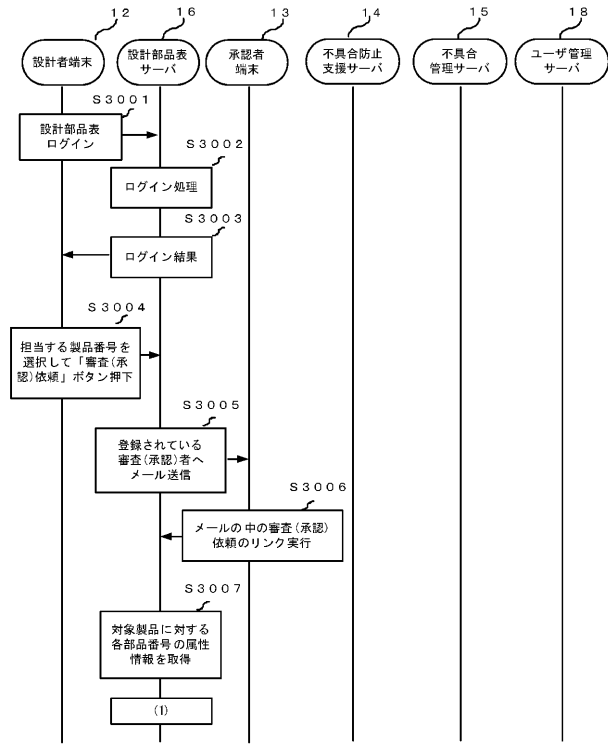 １２
１６
１３
１４
１５
１８
設計者端末
設計部品表
サーバ
承認者
端末
不具合防止
支援サーバ
不具合
管理サーバ
ユーザ管理
サーバ
Ｓ３００１
設計部品表
ログイン
Ｓ３００２
ログイン処理
Ｓ３００３
ログイン結果
Ｓ３００４
担当する製品番号を
選択して「審査(承
認)依頼」ボタン押下
Ｓ３００５
登録されている
審査(承認)者へ
メール送信
Ｓ３００６
メールの中の審査(承認)
依頼のリンク実行
Ｓ３００７
対象製品に対する
各部品番号の属性
情報を取得
(1)